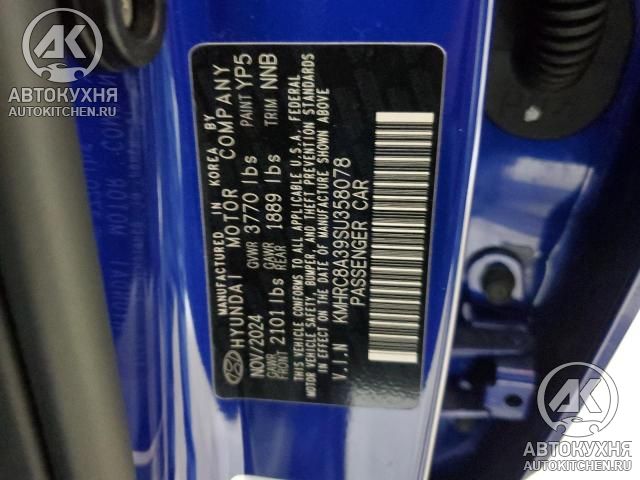 АК
АВТОКУХНЯ
AUTOKITCHEN.RU
MANUFACTURED IN KOREA BY
HYUNDAI MOTOR COMPANY
NOV/2024 GVWR 3770 lbs PAINT YP5
GAWR FRONT 2101 lbs GAWR REAR 1889 lbs TRIM NNB
THIS VEHICLE CONFORMS TO ALL APPLICABLE U.S.A. FEDERAL
MOTOR VEHICLE SAFETY, BUMPER, AND THEFT PREVENTION STANDARDS
IN EFFECT ON THE DATE OF MANUFACTURE SHOWN ABOVE
V.I.N KMHRC8A39SU358078
PASSENGER CAR
АК
АВТОКУХНЯ
AUTOKITCHEN.RU